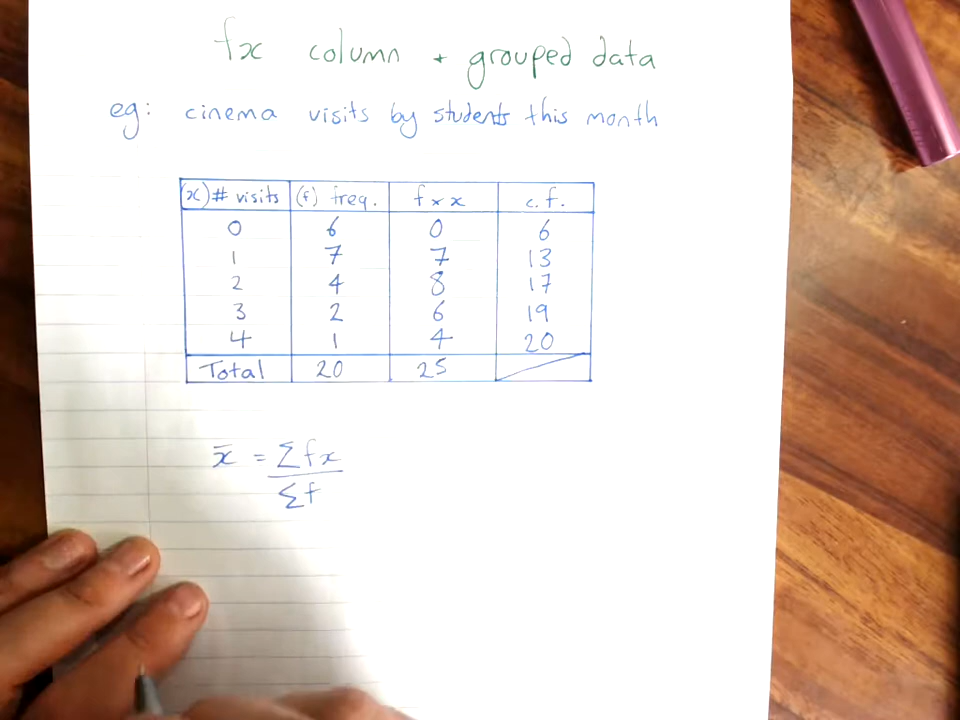 fx column + grouped data
eg: cinema visits by students this month
(x) # visits (f) freq. f × x c.f.
0 6 0 6
1 7 7 13
2 4 8 17
3 2 6 19
4 1 4 20
Total 20 25
x̄ = Σfx
Σf